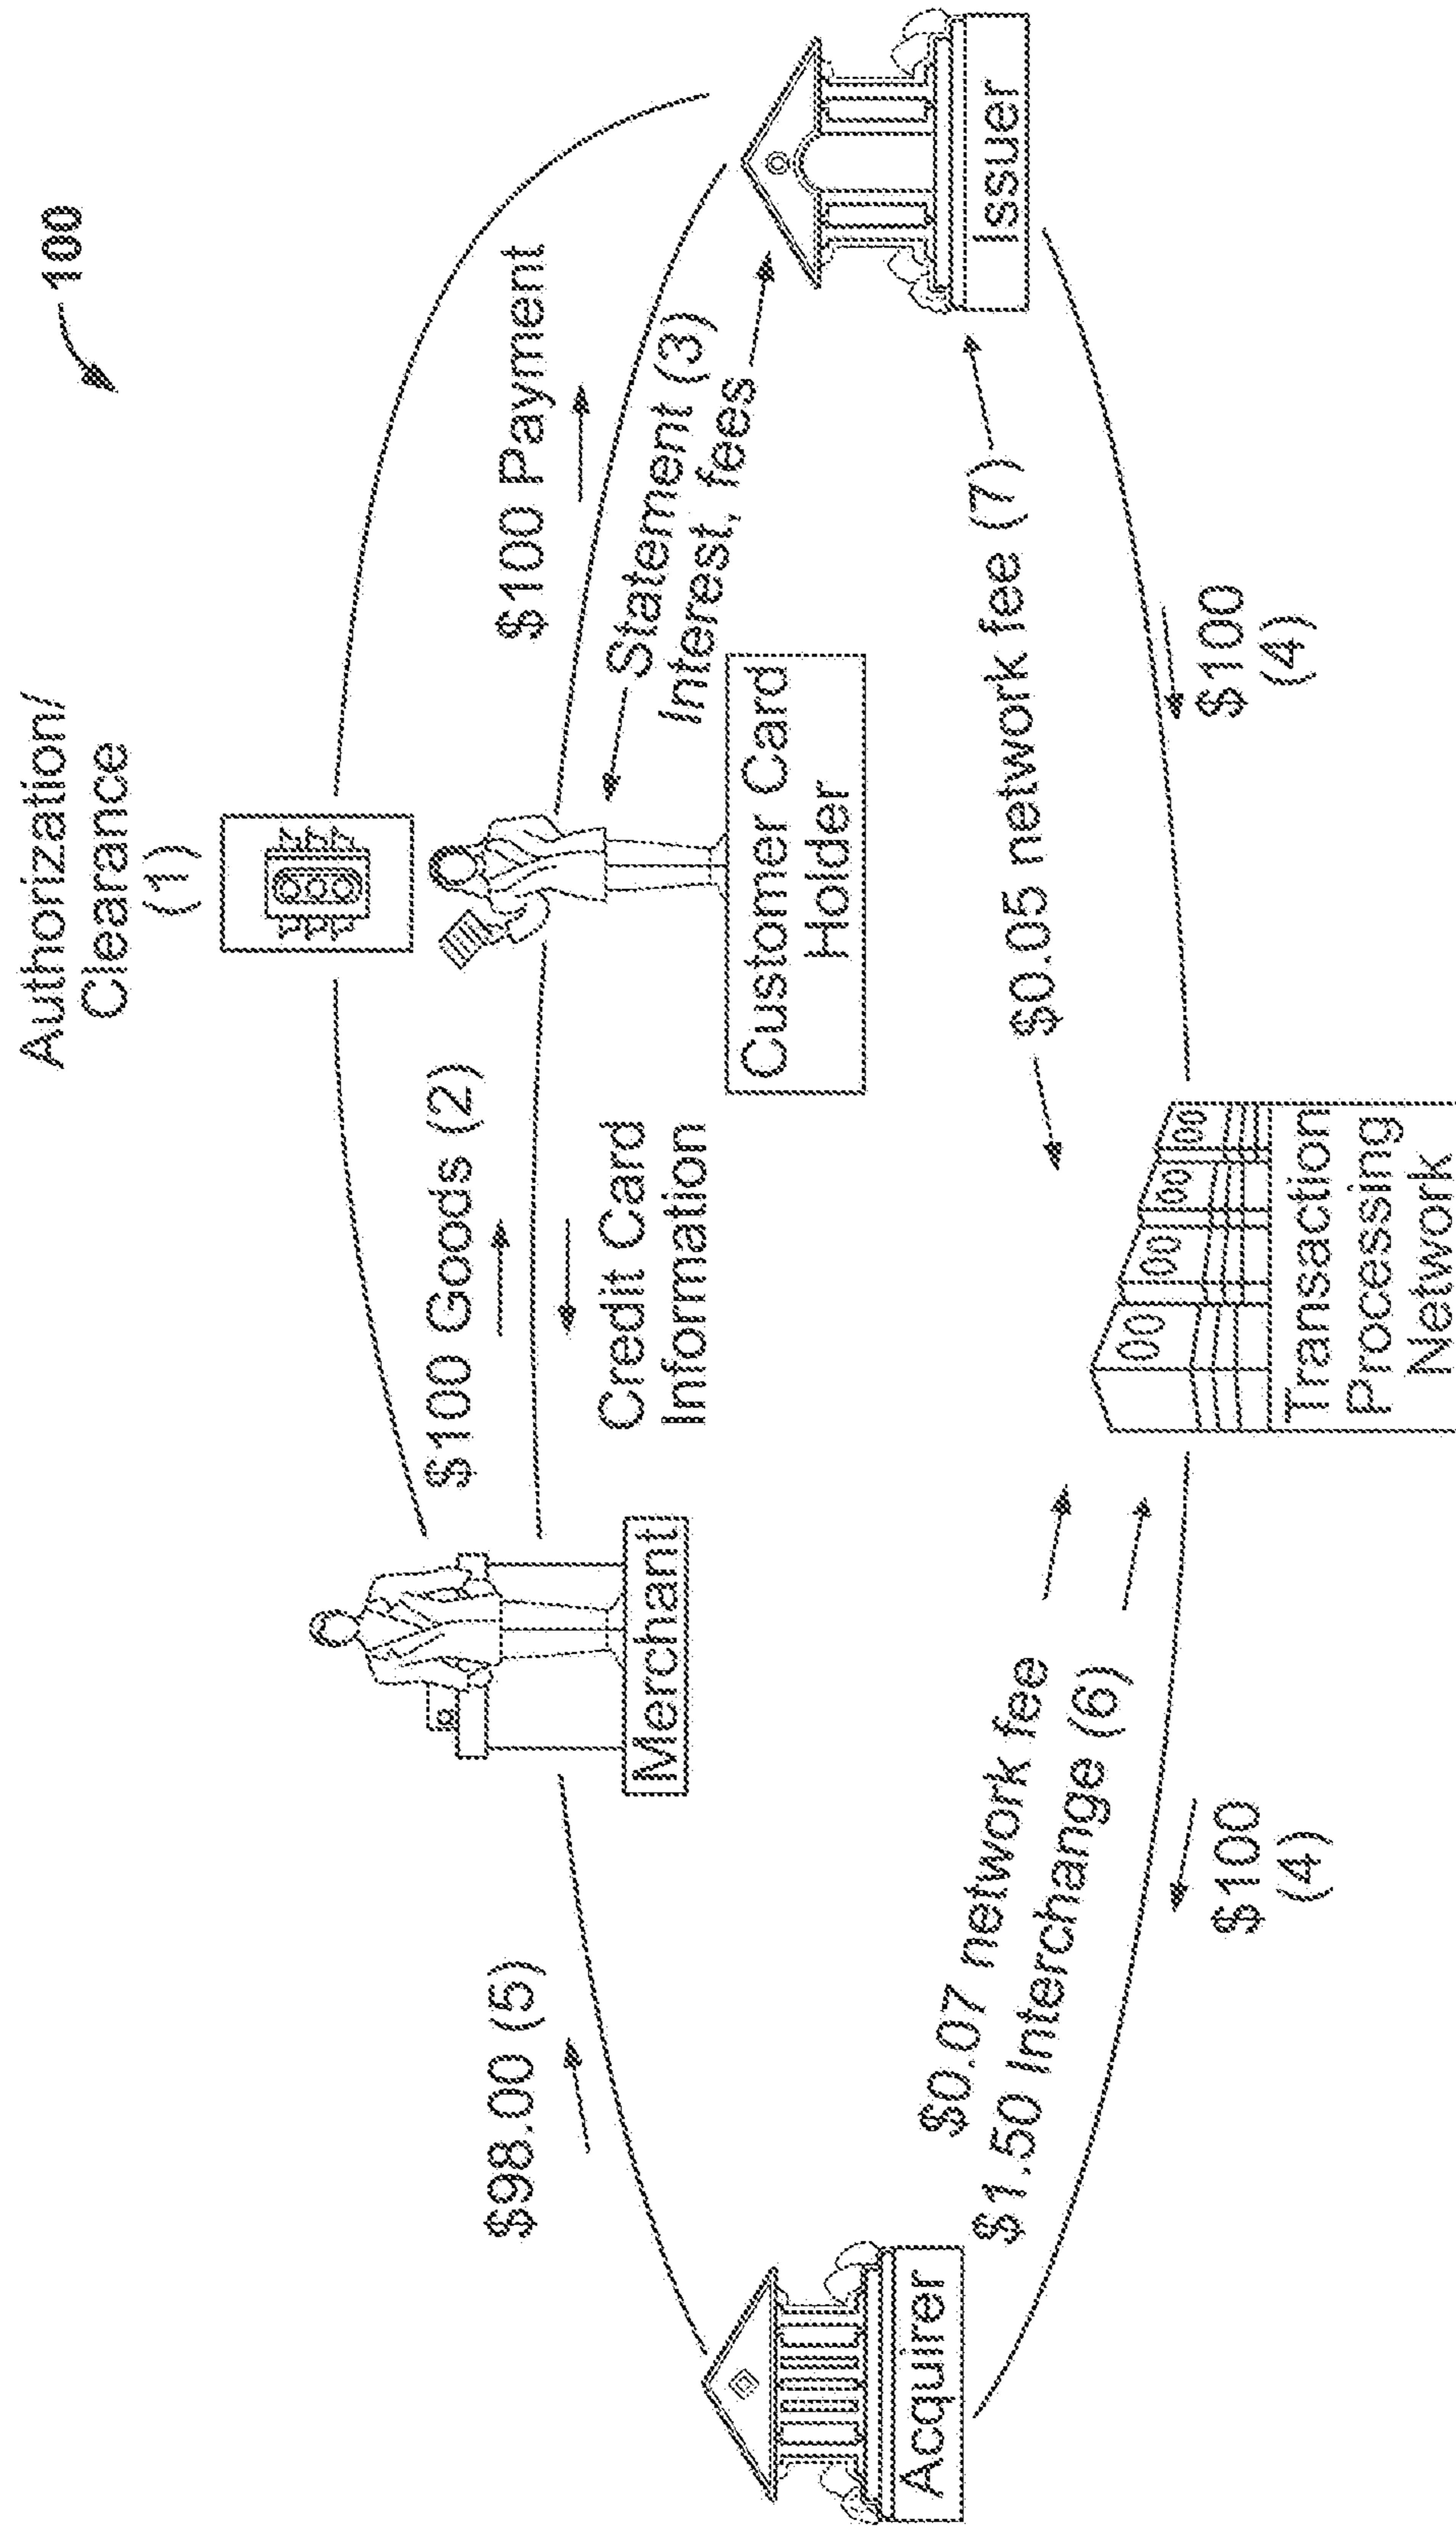 100
Authorization/
Clearance
(1)
$100 Goods (2)
$100 Payment
$98.00 (5)
Statement (3)
Interest, fees
Credit Card
Information
Merchant
Customer Card
Holder
Acquirer
Issuer
$0.07 network fee
$1.50 Interchange (6)
$0.05 network fee (7)
Transaction
Processing
Network
$100
(4)
$100
(4)